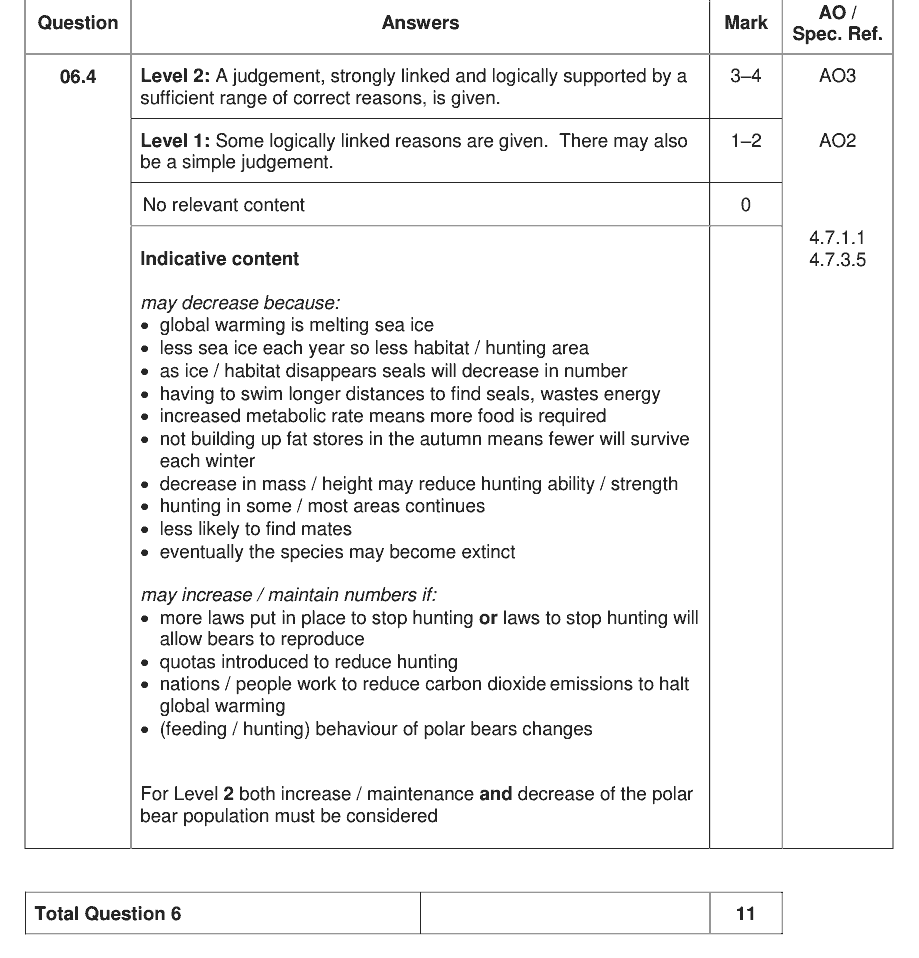 Question Answers Mark AO /
Spec. Ref.
06.4 Level 2: A judgement, strongly linked and logically supported by a 3–4 AO3
sufficient range of correct reasons, is given.
Level 1: Some logically linked reasons are given. There may also 1–2 AO2
be a simple judgement.
No relevant content 0
4.7.1.1
Indicative content 4.7.3.5
may decrease because:
• global warming is melting sea ice
• less sea ice each year so less habitat / hunting area
• as ice / habitat disappears seals will decrease in number
• having to swim longer distances to find seals, wastes energy
• increased metabolic rate means more food is required
• not building up fat stores in the autumn means fewer will survive
each winter
• decrease in mass / height may reduce hunting ability / strength
• hunting in some / most areas continues
• less likely to find mates
• eventually the species may become extinct
may increase / maintain numbers if:
• more laws put in place to stop hunting or laws to stop hunting will
allow bears to reproduce
• quotas introduced to reduce hunting
• nations / people work to reduce carbon dioxide emissions to halt
global warming
• (feeding / hunting) behaviour of polar bears changes
For Level 2 both increase / maintenance and decrease of the polar
bear population must be considered
Total Question 6 11